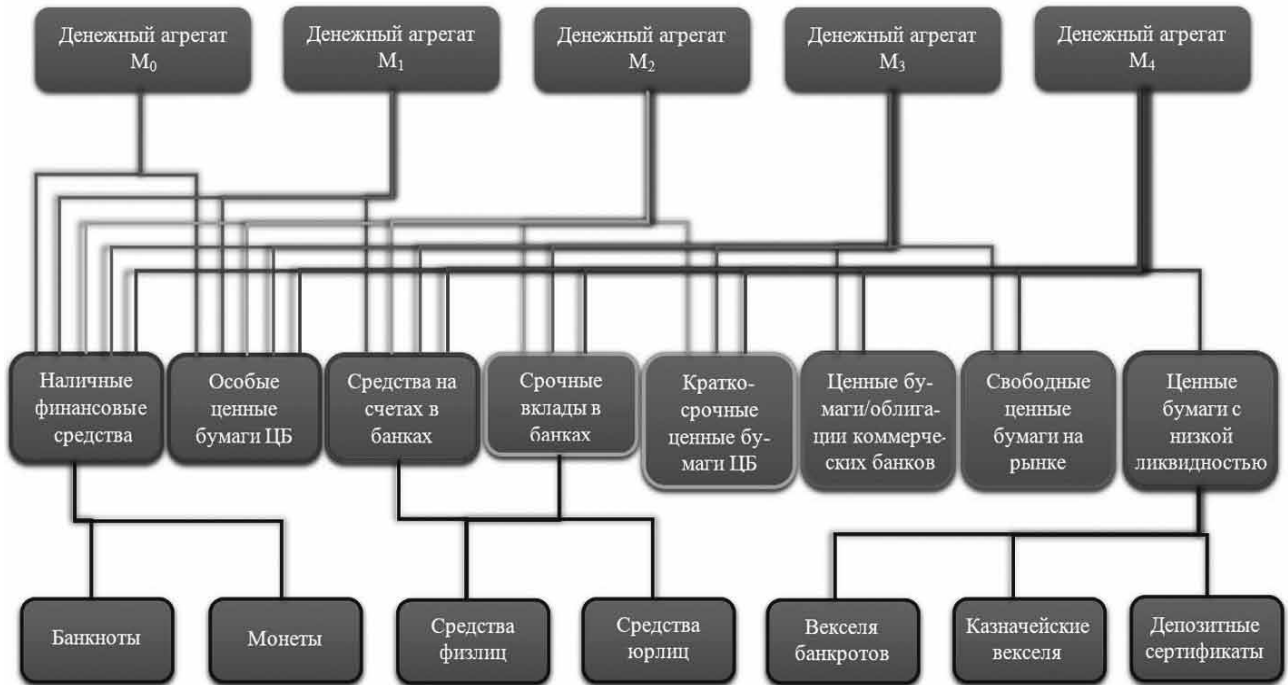 Денежный агрегат
M0
Денежный агрегат
M1
Денежный агрегат
M2
Денежный агрегат
M3
Денежный агрегат
M4
Наличные
финансовые
средства
Особые
ценные
бумаги ЦБ
Средства на
счетах в
банках
Срочные
вклады в
банках
Кратко-
срочные
ценные бу-
маги ЦБ
Ценные бу-
маги/облига-
ции коммерче-
ских банков
Свободные
ценные
бумаги на
рынке
Ценные
бумаги с
низкой
ликвидностью
Банкноты
Монеты
Средства
физлиц
Средства
юрлиц
Векселя
банкротов
Казначейские
векселя
Депозитные
сертификаты